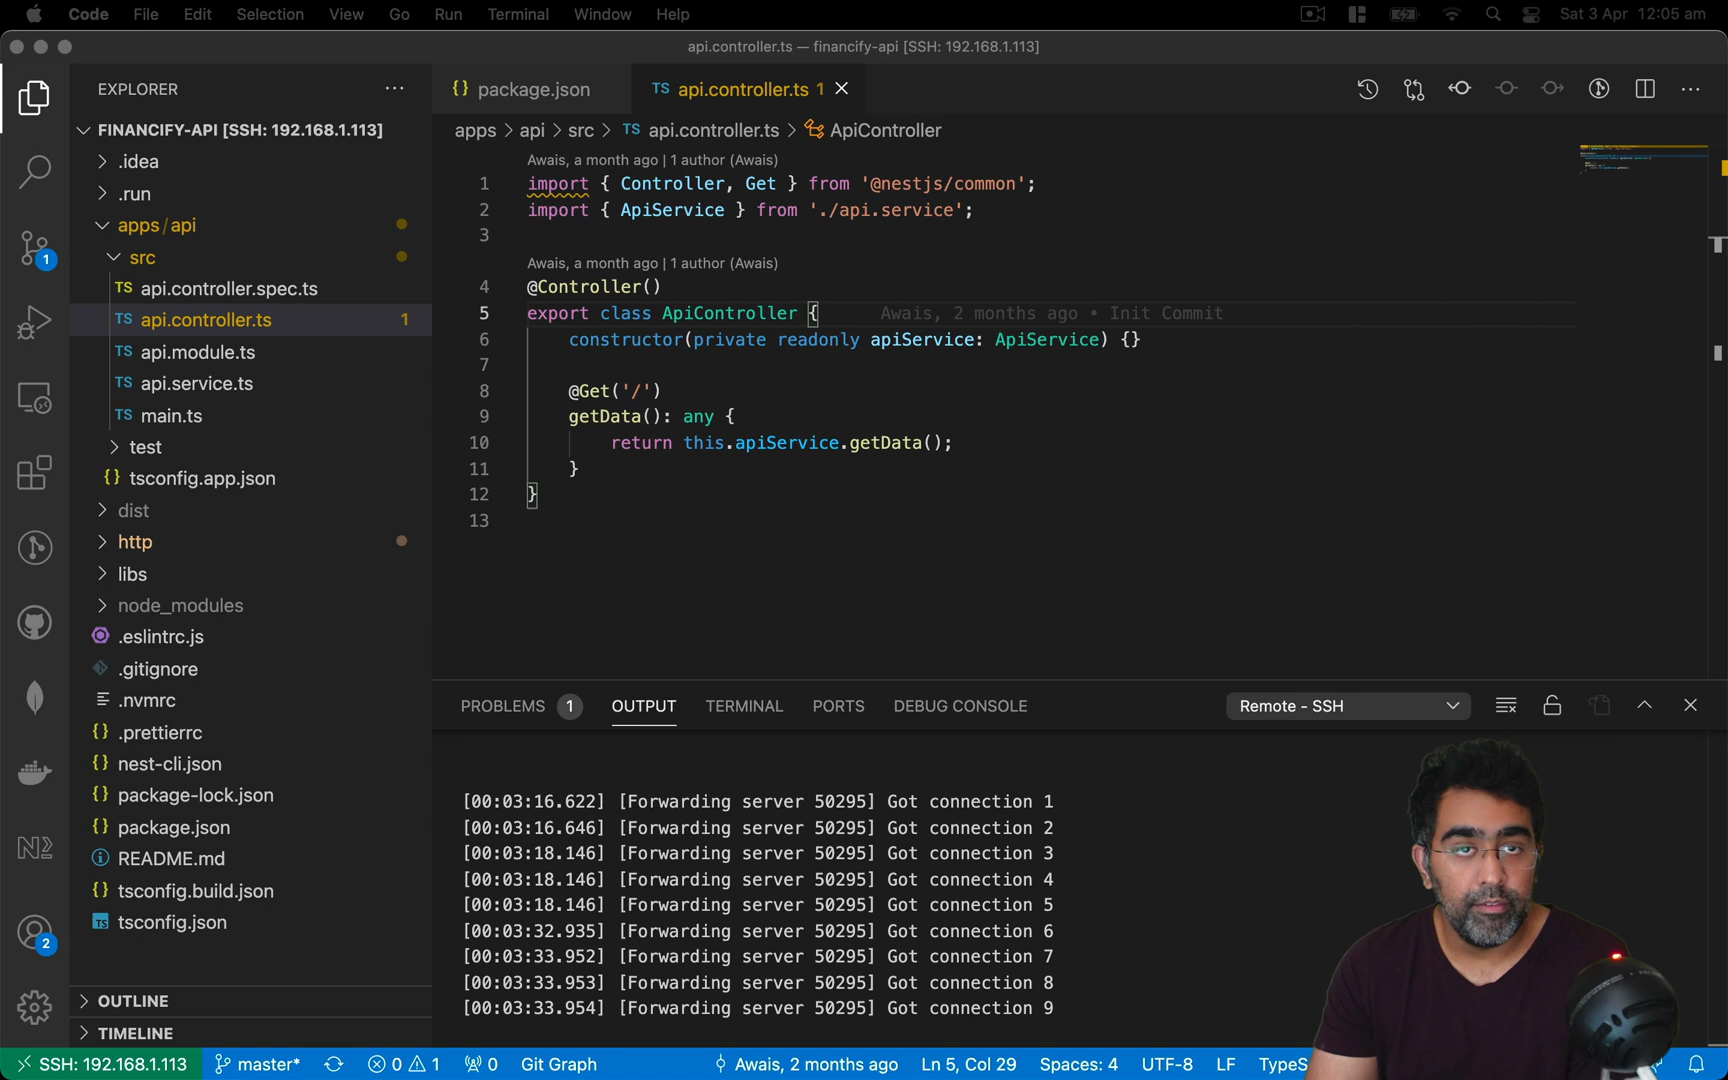 Code File Edit Selection View Go Run Terminal Window Help Sat 3 Apr 12:05 am
api.controller.ts — financify-api [SSH: 192.168.1.113]
EXPLORER
FINANCIFY-API [SSH: 192.168.1.113]
.idea
.run
apps / api
src
TS api.controller.spec.ts
TS api.controller.ts 1
TS api.module.ts
TS api.service.ts
TS main.ts
test
{} tsconfig.app.json
dist
http
libs
node_modules
.eslintrc.js
.gitignore
.nvmrc
{} .prettierrc
{} nest-cli.json
{} package-lock.json
{} package.json
README.md
{} tsconfig.build.json
TS tsconfig.json
OUTLINE
TIMELINE
1
2
{} package.json
TS api.controller.ts 1
apps > api > src > TS api.controller.ts > ApiController
Awais, a month ago | 1 author (Awais)
1 import { Controller, Get } from '@nestjs/common';
2 import { ApiService } from './api.service';
3
Awais, a month ago | 1 author (Awais)
4 @Controller()
5 export class ApiController { Awais, 2 months ago • Init Commit
6 constructor(private readonly apiService: ApiService) {}
7
8 @Get('/')
9 getData(): any {
10 return this.apiService.getData();
11 }
12 }
13
PROBLEMS 1 OUTPUT TERMINAL PORTS DEBUG CONSOLE Remote - SSH
[00:03:16.622] [Forwarding server 50295] Got connection 1
[00:03:16.646] [Forwarding server 50295] Got connection 2
[00:03:18.146] [Forwarding server 50295] Got connection 3
[00:03:18.146] [Forwarding server 50295] Got connection 4
[00:03:18.146] [Forwarding server 50295] Got connection 5
[00:03:32.935] [Forwarding server 50295] Got connection 6
[00:03:33.952] [Forwarding server 50295] Got connection 7
[00:03:33.953] [Forwarding server 50295] Got connection 8
[00:03:33.954] [Forwarding server 50295] Got connection 9
SSH: 192.168.1.113 master* 0 1 0 Git Graph Awais, 2 months ago Ln 5, Col 29 Spaces: 4 UTF-8 LF TypeS